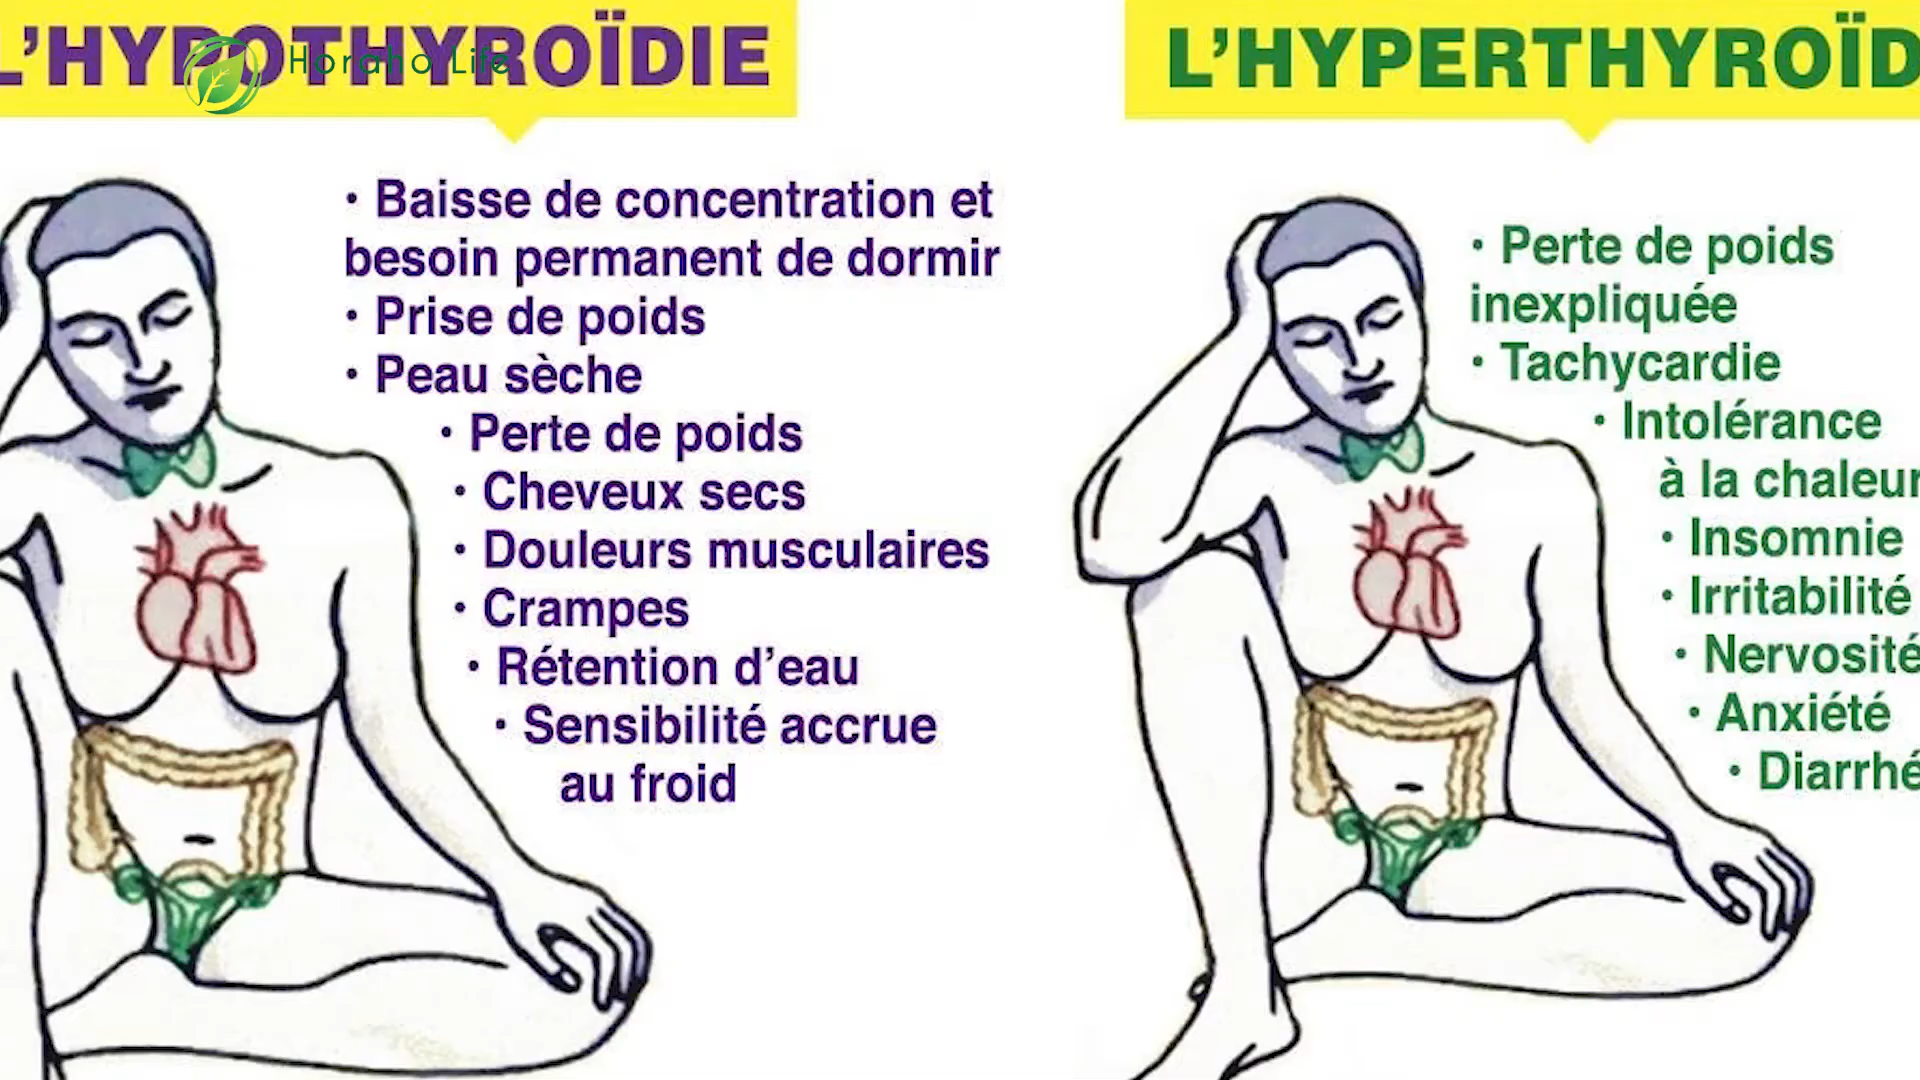 L'HYPOTHYROÏDIE
Horaho Life
• Baisse de concentration et
besoin permanent de dormir
• Prise de poids
• Peau sèche
• Perte de poids
• Cheveux secs
• Douleurs musculaires
• Crampes
• Rétention d'eau
• Sensibilité accrue
au froid
L'HYPERTHYROÏD
• Perte de poids
inexpliquée
• Tachycardie
• Intolérance
à la chaleur
• Insomnie
• Irritabilité
• Nervosité
• Anxiété
• Diarrhé